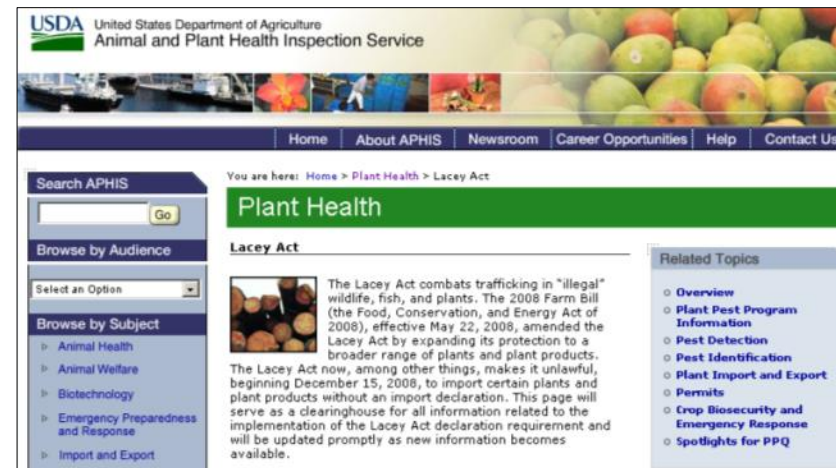 USDA
United States Department of Agriculture
Animal and Plant Health Inspection Service
Home
About APHIS
Newsroom
Career Opportunities
Help
Contact Us
Search APHIS
Go
Browse by Audience
Select an Option
Browse by Subject
Animal Health
Animal Welfare
Biotechnology
Emergency Preparedness
and Response
Import and Export
You are here: Home > Plant Health > Lacey Act
Plant Health
Lacey Act
The Lacey Act combats trafficking in "illegal"
wildlife, fish, and plants. The 2008 Farm Bill
(the Food, Conservation, and Energy Act of
2008), effective May 22, 2008, amended the
Lacey Act by expanding its protection to a
broader range of plants and plant products.
The Lacey Act now, among other things, makes it unlawful,
beginning December 15, 2008, to import certain plants and
plant products without an import declaration. This page will
serve as a clearinghouse for all information related to the
implementation of the Lacey Act declaration requirement and
will be updated promptly as new information becomes
available.
Related Topics
Overview
Plant Pest Program
Information
Pest Detection
Pest Identification
Plant Import and Export
Permits
Crop Biosecurity and
Emergency Response
Spotlights for PPQ